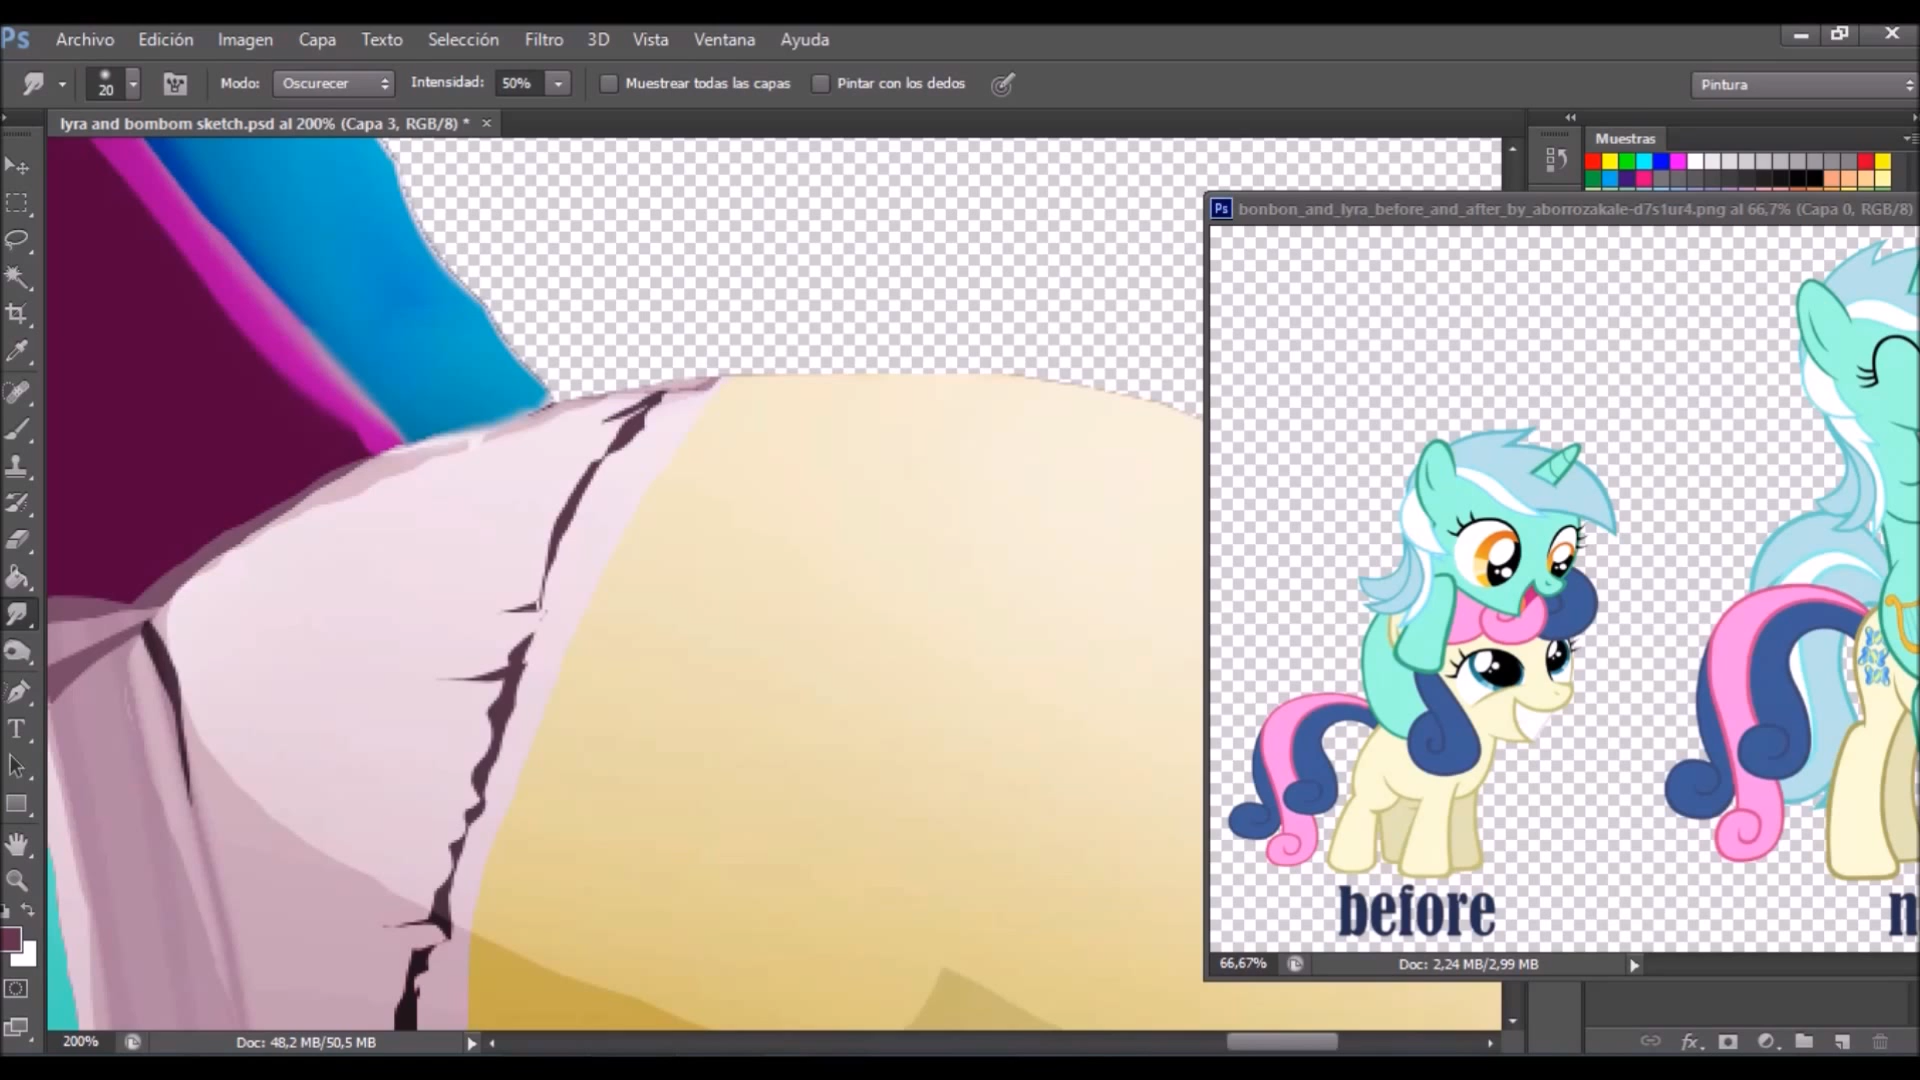 Ps Archivo Edición Imagen Capa Texto Selección Filtro 3D Vista Ventana Ayuda
20 Modo: Oscurecer Intensidad: 50% Muestrear todas las capas Pintar con los dedos Pintura
lyra and bombom sketch.psd al 200% (Capa 3, RGB/8) *
Muestras
Ps bonbon_and_lyra_before_and_after_by_aborrozakale-d7s1ur4.png al 66,7% (Capa 0, RGB/8)
before
n
66,67% Doc: 2,24 MB/2,99 MB
200% Doc: 48,2 MB/50,5 MB
fx